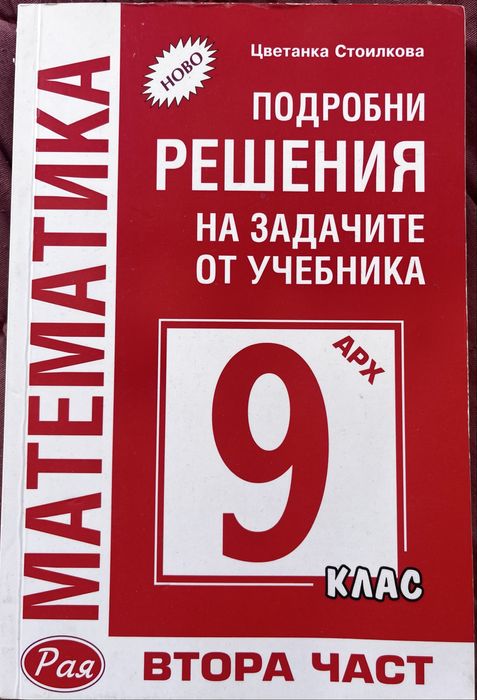 Цветанка Стоилкова
НОВО
ПОДРОБНИ
РЕШЕНИЯ
НА ЗАДАЧИТЕ
ОТ УЧЕБНИКА
МАТЕМАТИКА
АРХ
9
КЛАС
Рая
ВТОРА ЧАСТ